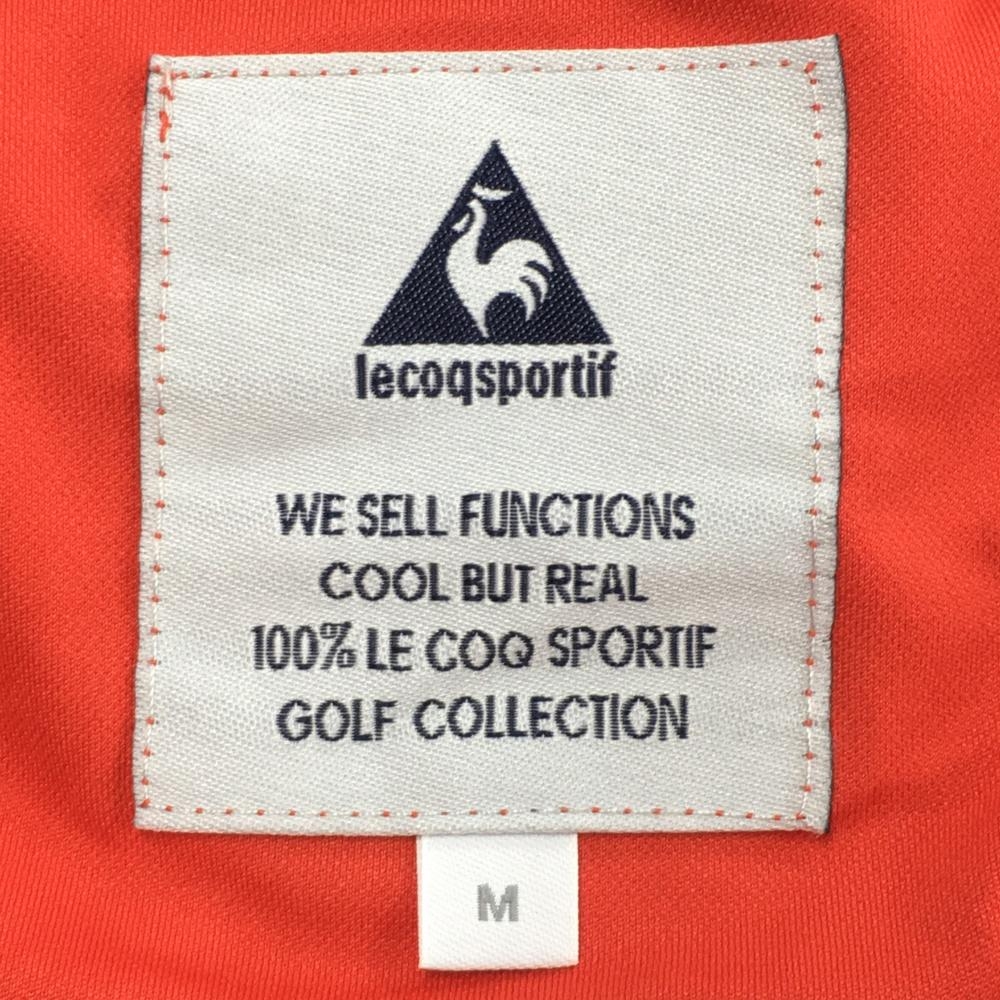 lecoqsportif
WE SELL FUNCTIONS
COOL BUT REAL
100% LE COQ SPORTIF
GOLF COLLECTION
M